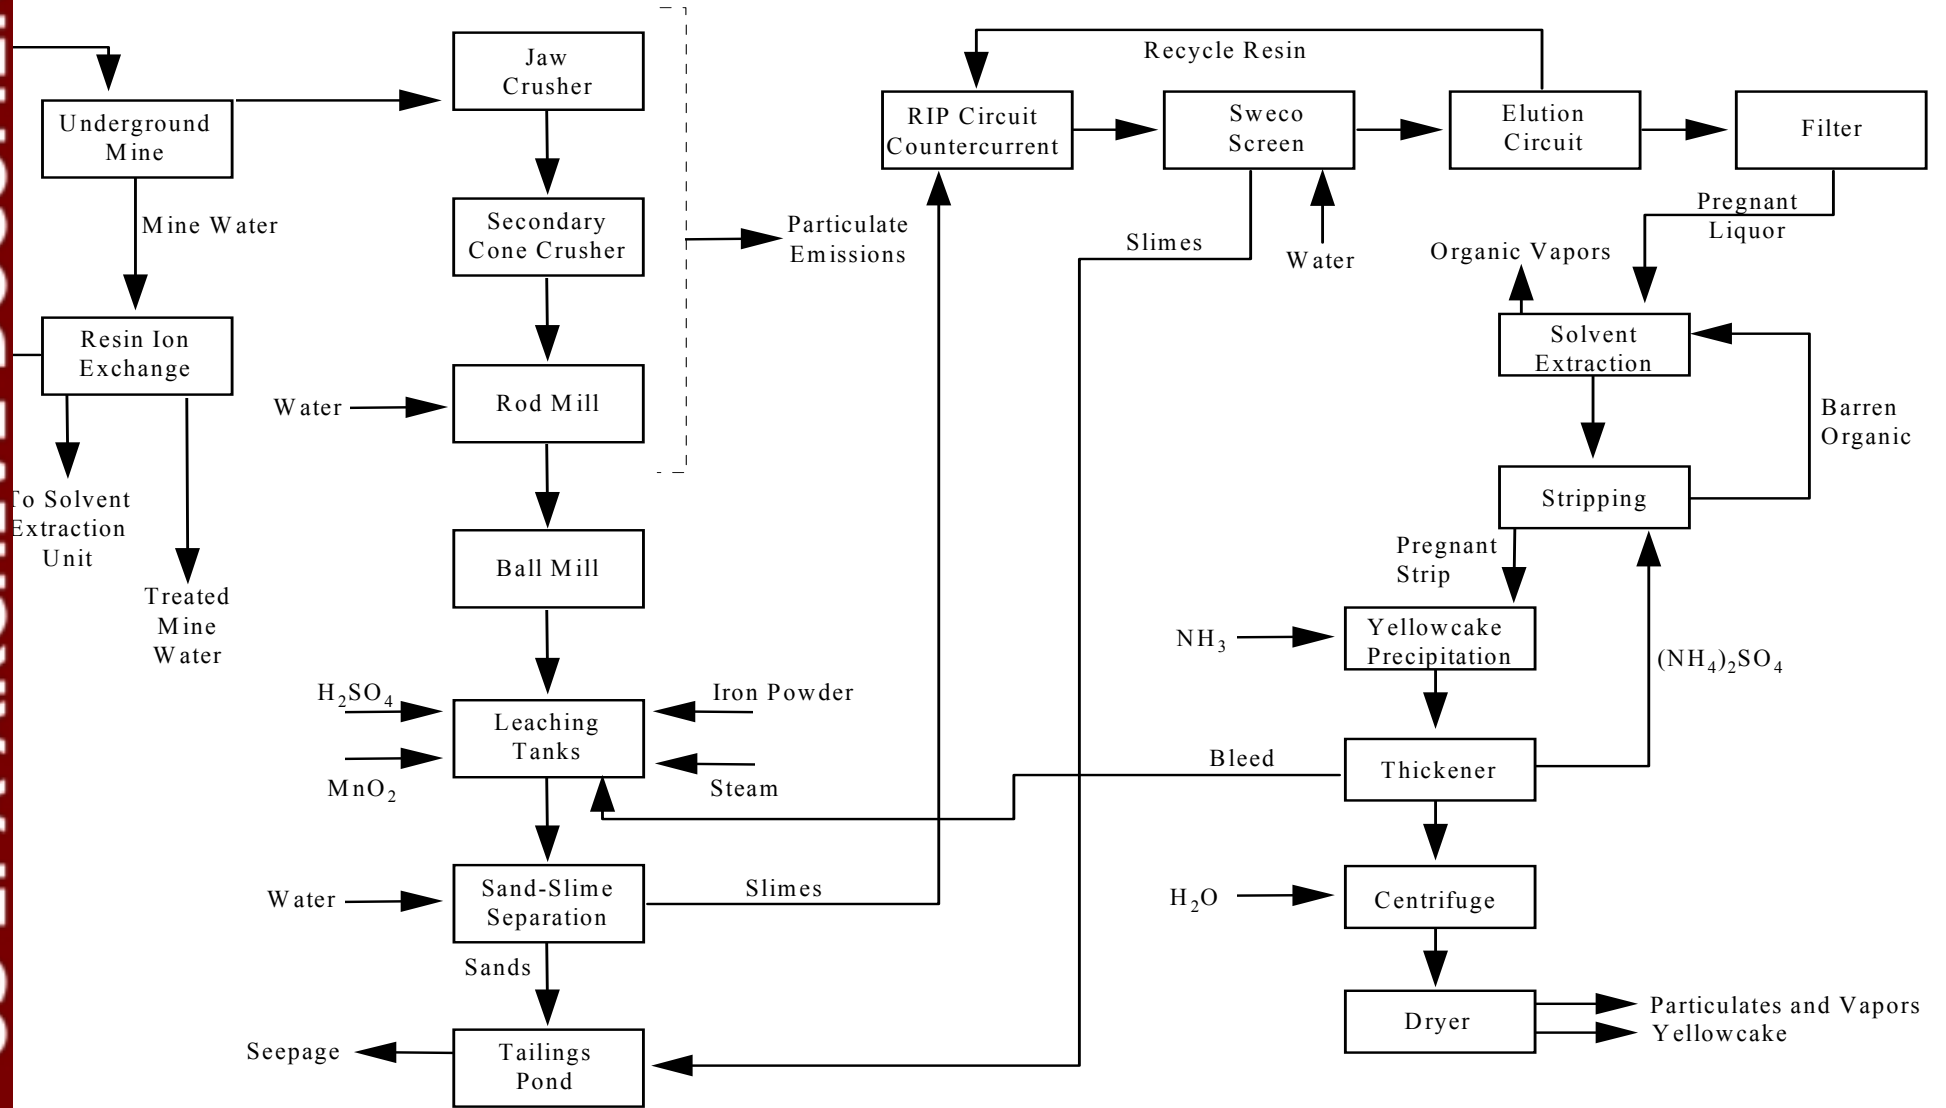 Jaw
Crusher
Recycle Resin
Underground
Mine
RIP Circuit
Countercurrent
Sweco
Screen
Elution
Circuit
Filter
Mine Water
Secondary
Cone Crusher
Particulate
Emissions
Slimes
Water
Pregnant
Liquor
Organic Vapors
Resin Ion
Exchange
Solvent
Extraction
Water
Rod Mill
Barren
Organic
To Solvent
Extraction
Unit
Stripping
Treated
Mine
Water
Ball Mill
Pregnant
Strip
NH3
Yellowcake
Precipitation
(NH4)2SO4
H2SO4
Iron Powder
Leaching
Tanks
MnO2
Steam
Bleed
Thickener
Water
Sand-Slime
Separation
Slimes
H2O
Centrifuge
Sands
Seepage
Tailings
Pond
Dryer
Particulates and Vapors
Yellowcake